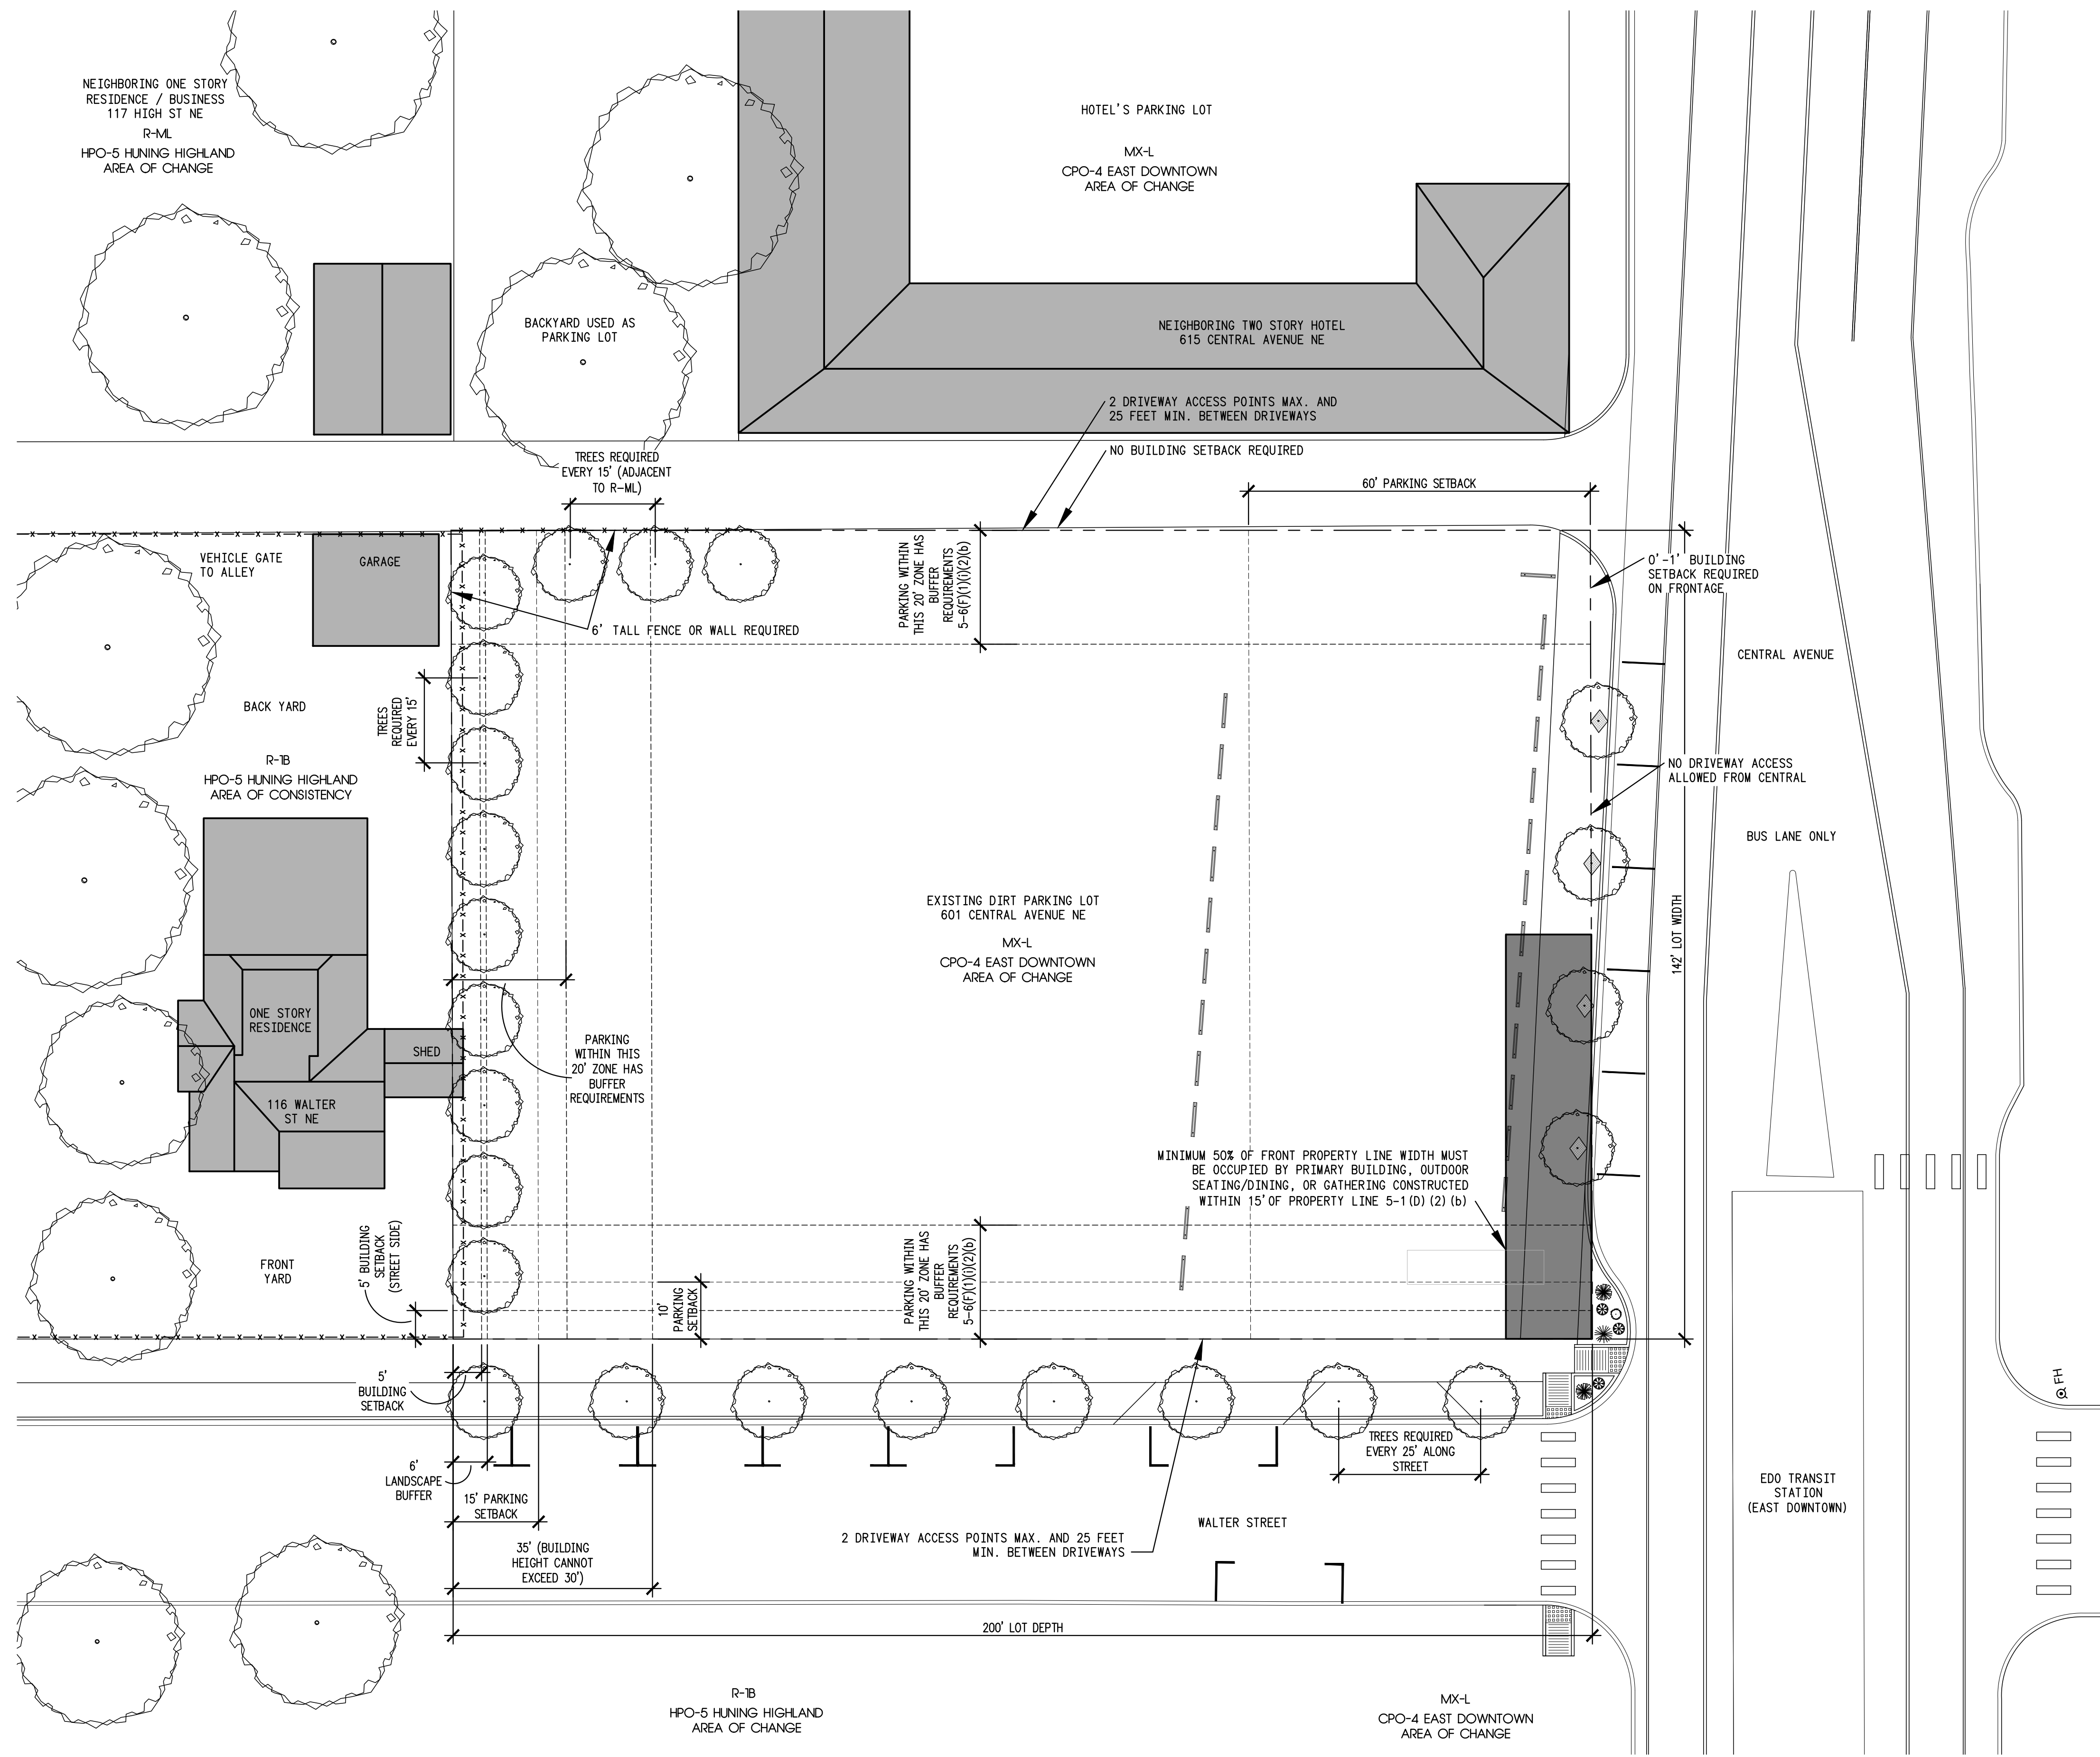 NEIGHBORING ONE STORY
RESIDENCE / BUSINESS
117 HIGH ST NE
R-ML
HPO-5 HUNING HIGHLAND
AREA OF CHANGE
HOTEL'S PARKING LOT
MX-L
CPO-4 EAST DOWNTOWN
AREA OF CHANGE
BACKYARD USED AS
PARKING LOT
NEIGHBORING TWO STORY HOTEL
615 CENTRAL AVENUE NE
2 DRIVEWAY ACCESS POINTS MAX. AND
25 FEET MIN. BETWEEN DRIVEWAYS
NO BUILDING SETBACK REQUIRED
TREES REQUIRED
EVERY 15' (ADJACENT
TO R-ML)
60' PARKING SETBACK
VEHICLE GATE
TO ALLEY
GARAGE
PARKING WITHIN
THIS 20' ZONE HAS
BUFFER
REQUIREMENTS
5-6(F)(1)(i)(2)(b)
0'-1' BUILDING
SETBACK REQUIRED
ON FRONTAGE
6' TALL FENCE OR WALL REQUIRED
CENTRAL AVENUE
TREES
REQUIRED
EVERY 15'
BACK YARD
R-1B
HPO-5 HUNING HIGHLAND
AREA OF CONSISTENCY
NO DRIVEWAY ACCESS
ALLOWED FROM CENTRAL
BUS LANE ONLY
EXISTING DIRT PARKING LOT
601 CENTRAL AVENUE NE
MX-L
CPO-4 EAST DOWNTOWN
AREA OF CHANGE
142' LOT WIDTH
ONE STORY
RESIDENCE
SHED
116 WALTER
ST NE
PARKING
WITHIN THIS
20' ZONE HAS
BUFFER
REQUIREMENTS
MINIMUM 50% OF FRONT PROPERTY LINE WIDTH MUST
BE OCCUPIED BY PRIMARY BUILDING, OUTDOOR
SEATING/DINING, OR GATHERING CONSTRUCTED
WITHIN 15' OF PROPERTY LINE 5-1(D)(2)(b)
FRONT
YARD
5' BUILDING
SETBACK
(STREET SIDE)
10'
PARKING
SETBACK
PARKING WITHIN
THIS 20' ZONE HAS
BUFFER
REQUIREMENTS
5-6(F)(1)(i)(2)(b)
5'
BUILDING
SETBACK
FH
6'
LANDSCAPE
BUFFER
15' PARKING
SETBACK
TREES REQUIRED
EVERY 25' ALONG
STREET
EDO TRANSIT
STATION
(EAST DOWNTOWN)
35' (BUILDING
HEIGHT CANNOT
EXCEED 30')
2 DRIVEWAY ACCESS POINTS MAX. AND 25 FEET
MIN. BETWEEN DRIVEWAYS
WALTER STREET
200' LOT DEPTH
R-1B
HPO-5 HUNING HIGHLAND
AREA OF CHANGE
MX-L
CPO-4 EAST DOWNTOWN
AREA OF CHANGE